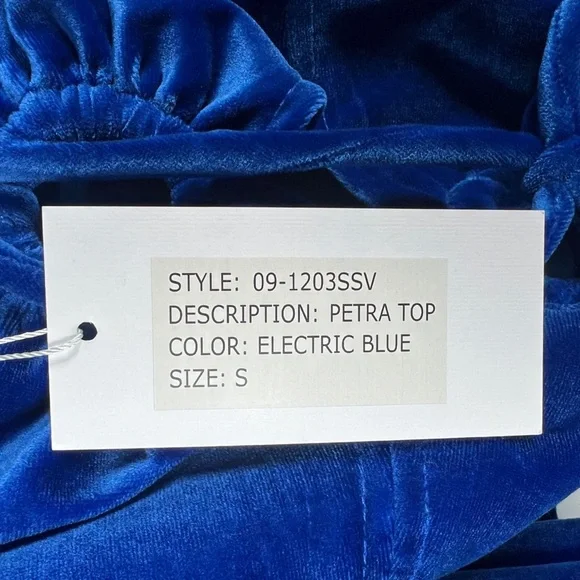 STYLE: 09-1203SSV
DESCRIPTION: PETRA TOP
COLOR: ELECTRIC BLUE
SIZE: S